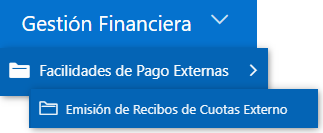 Gestión Financiera
Facilidades de Pago Externas
Emisión de Recibos de Cuotas Externo